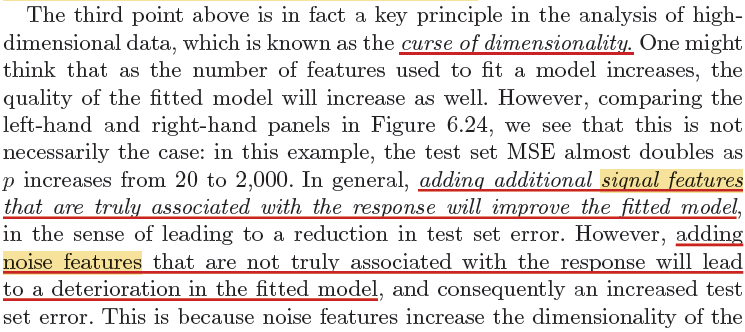 The third point above is in fact a key principle in the analysis of high-
dimensional data, which is known as the curse of dimensionality. One might
think that as the number of features used to fit a model increases, the
quality of the fitted model will increase as well. However, comparing the
left-hand and right-hand panels in Figure 6.24, we see that this is not
necessarily the case: in this example, the test set MSE almost doubles as
p increases from 20 to 2,000. In general, adding additional signal features
that are truly associated with the response will improve the fitted model,
in the sense of leading to a reduction in test set error. However, adding
noise features that are not truly associated with the response will lead
to a deterioration in the fitted model, and consequently an increased test
set error. This is because noise features increase the dimensionality of the